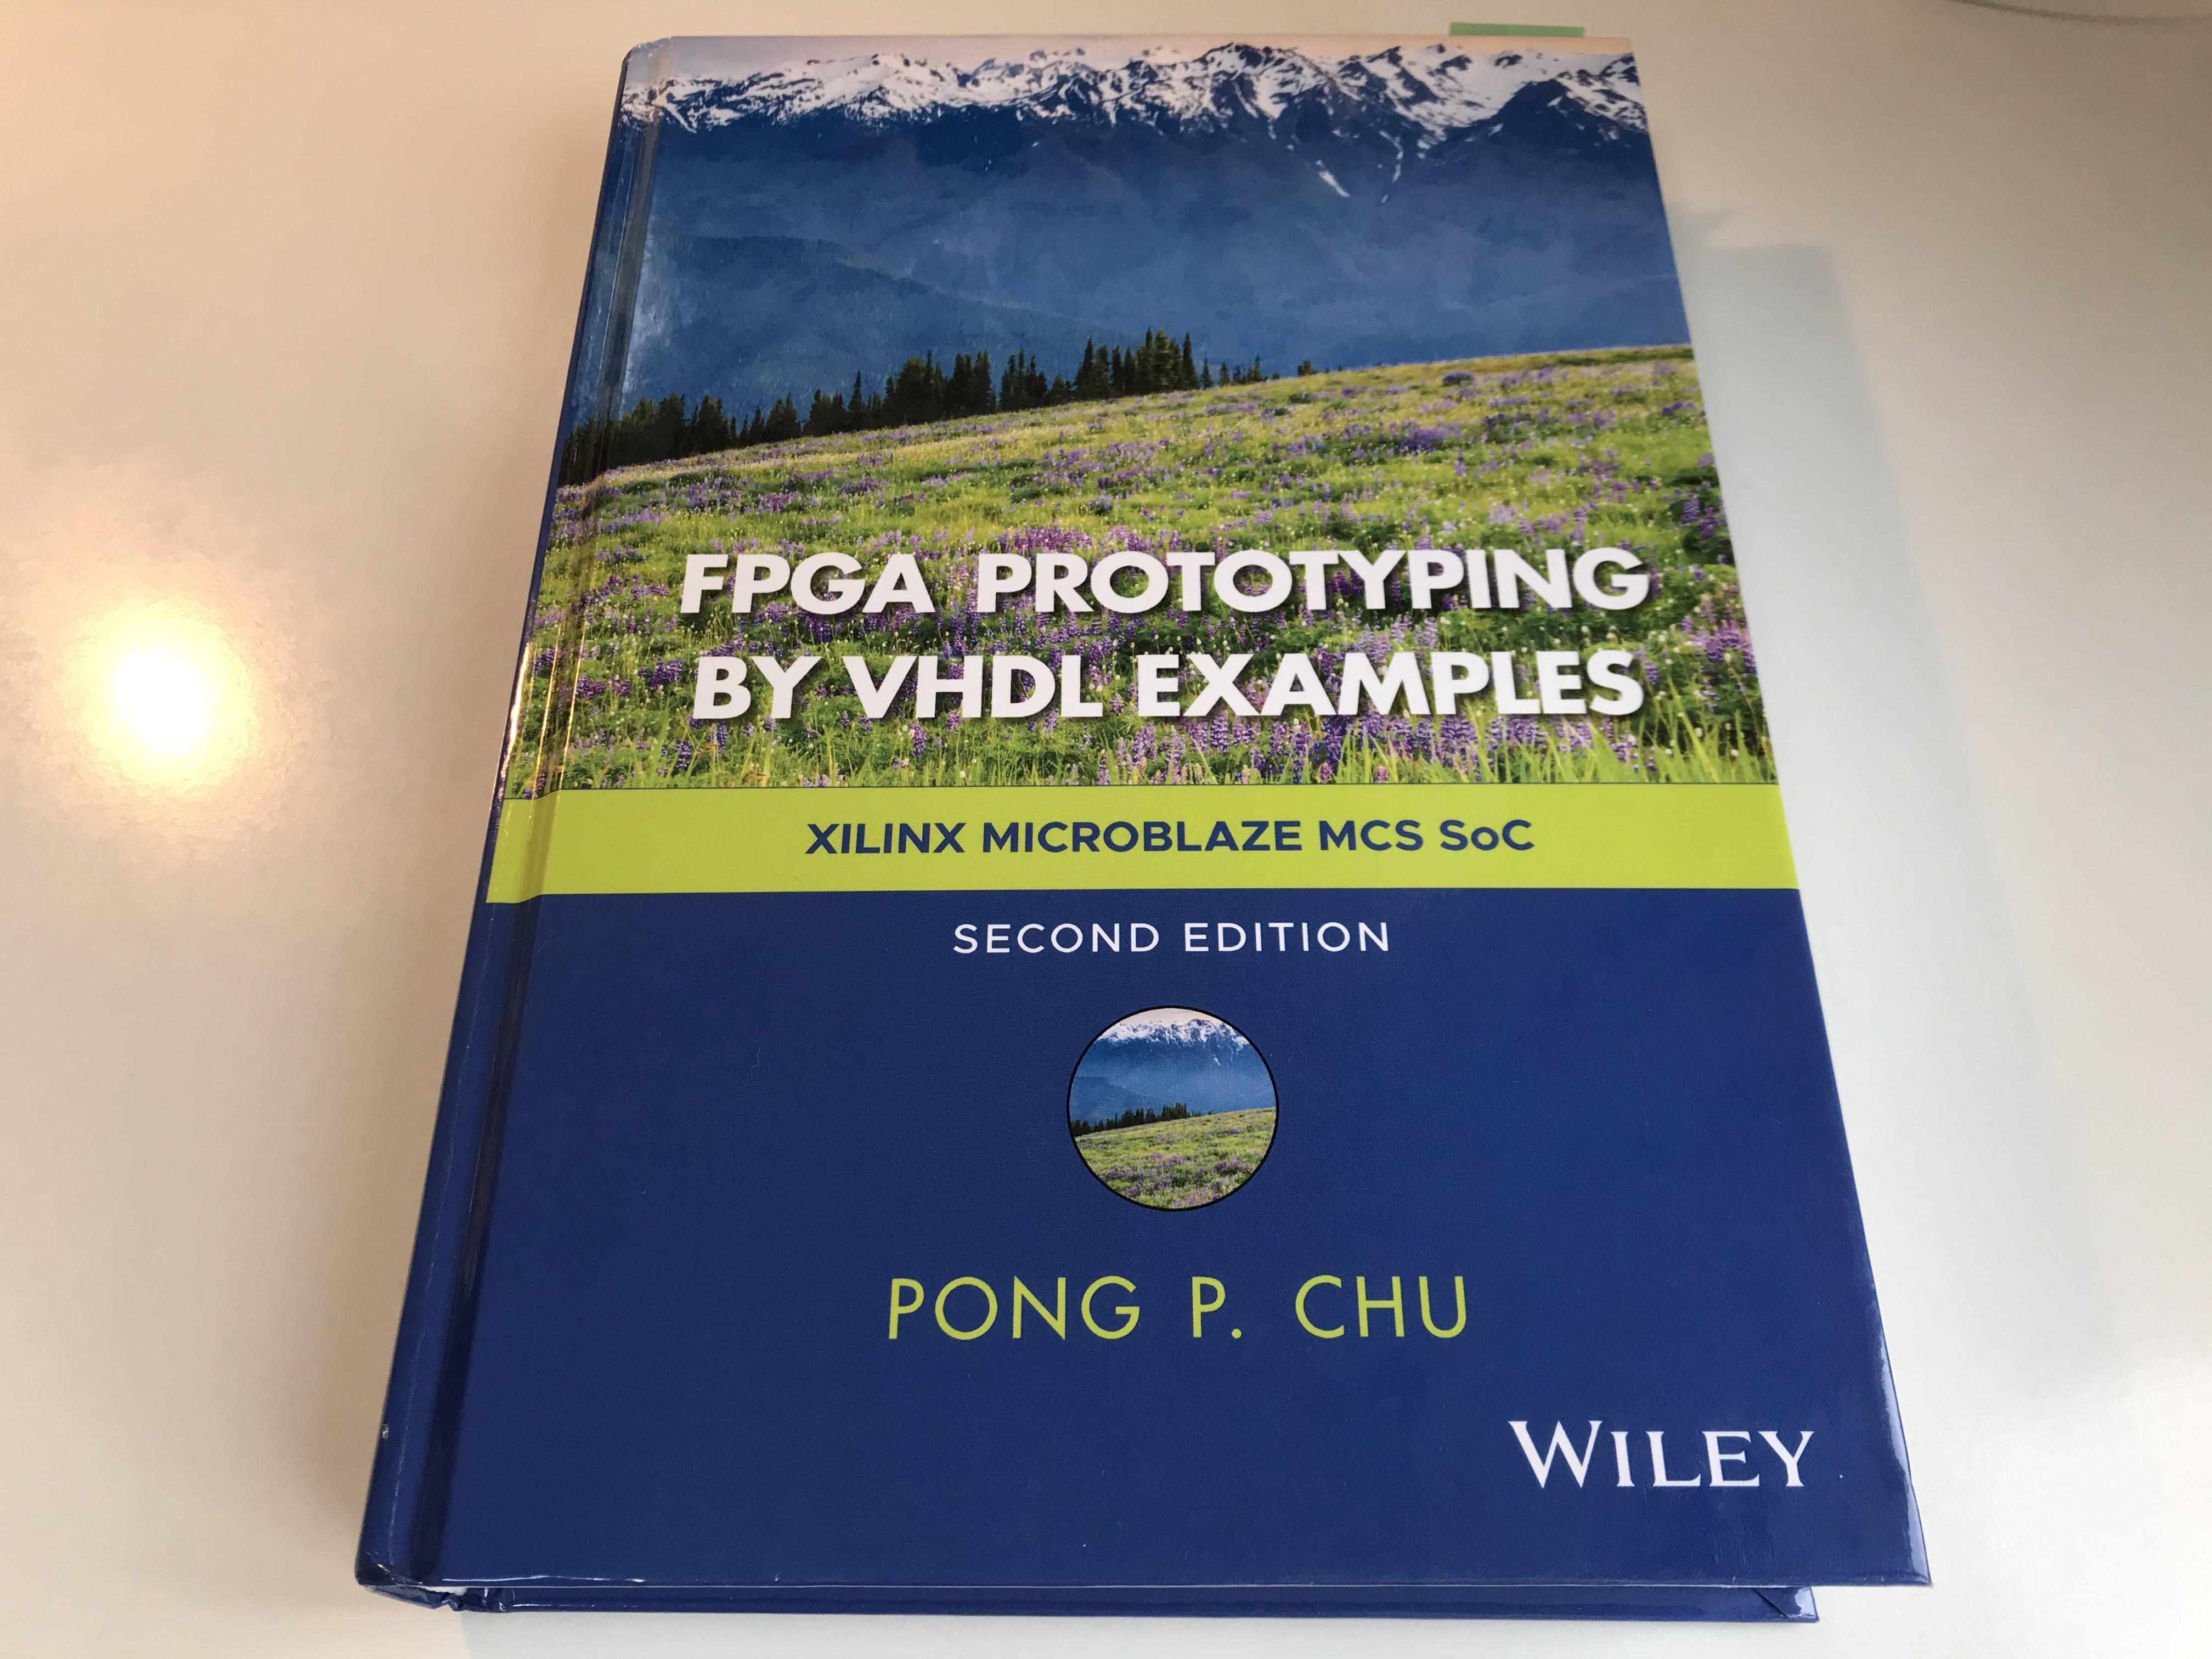 FPGA PROTOTYPING
BY VHDL EXAMPLES
XILINX MICROBLAZE MCS SoC
SECOND EDITION
PONG P. CHU
WILEY